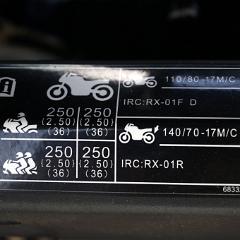 i
110/80-17M/C
IRC:RX-01F D
250 250
(2.50) (2.50)
(36) (36)
140/70-17M/C
250 250
(2.50) (2.50)
(36) (36)
IRC:RX-01R